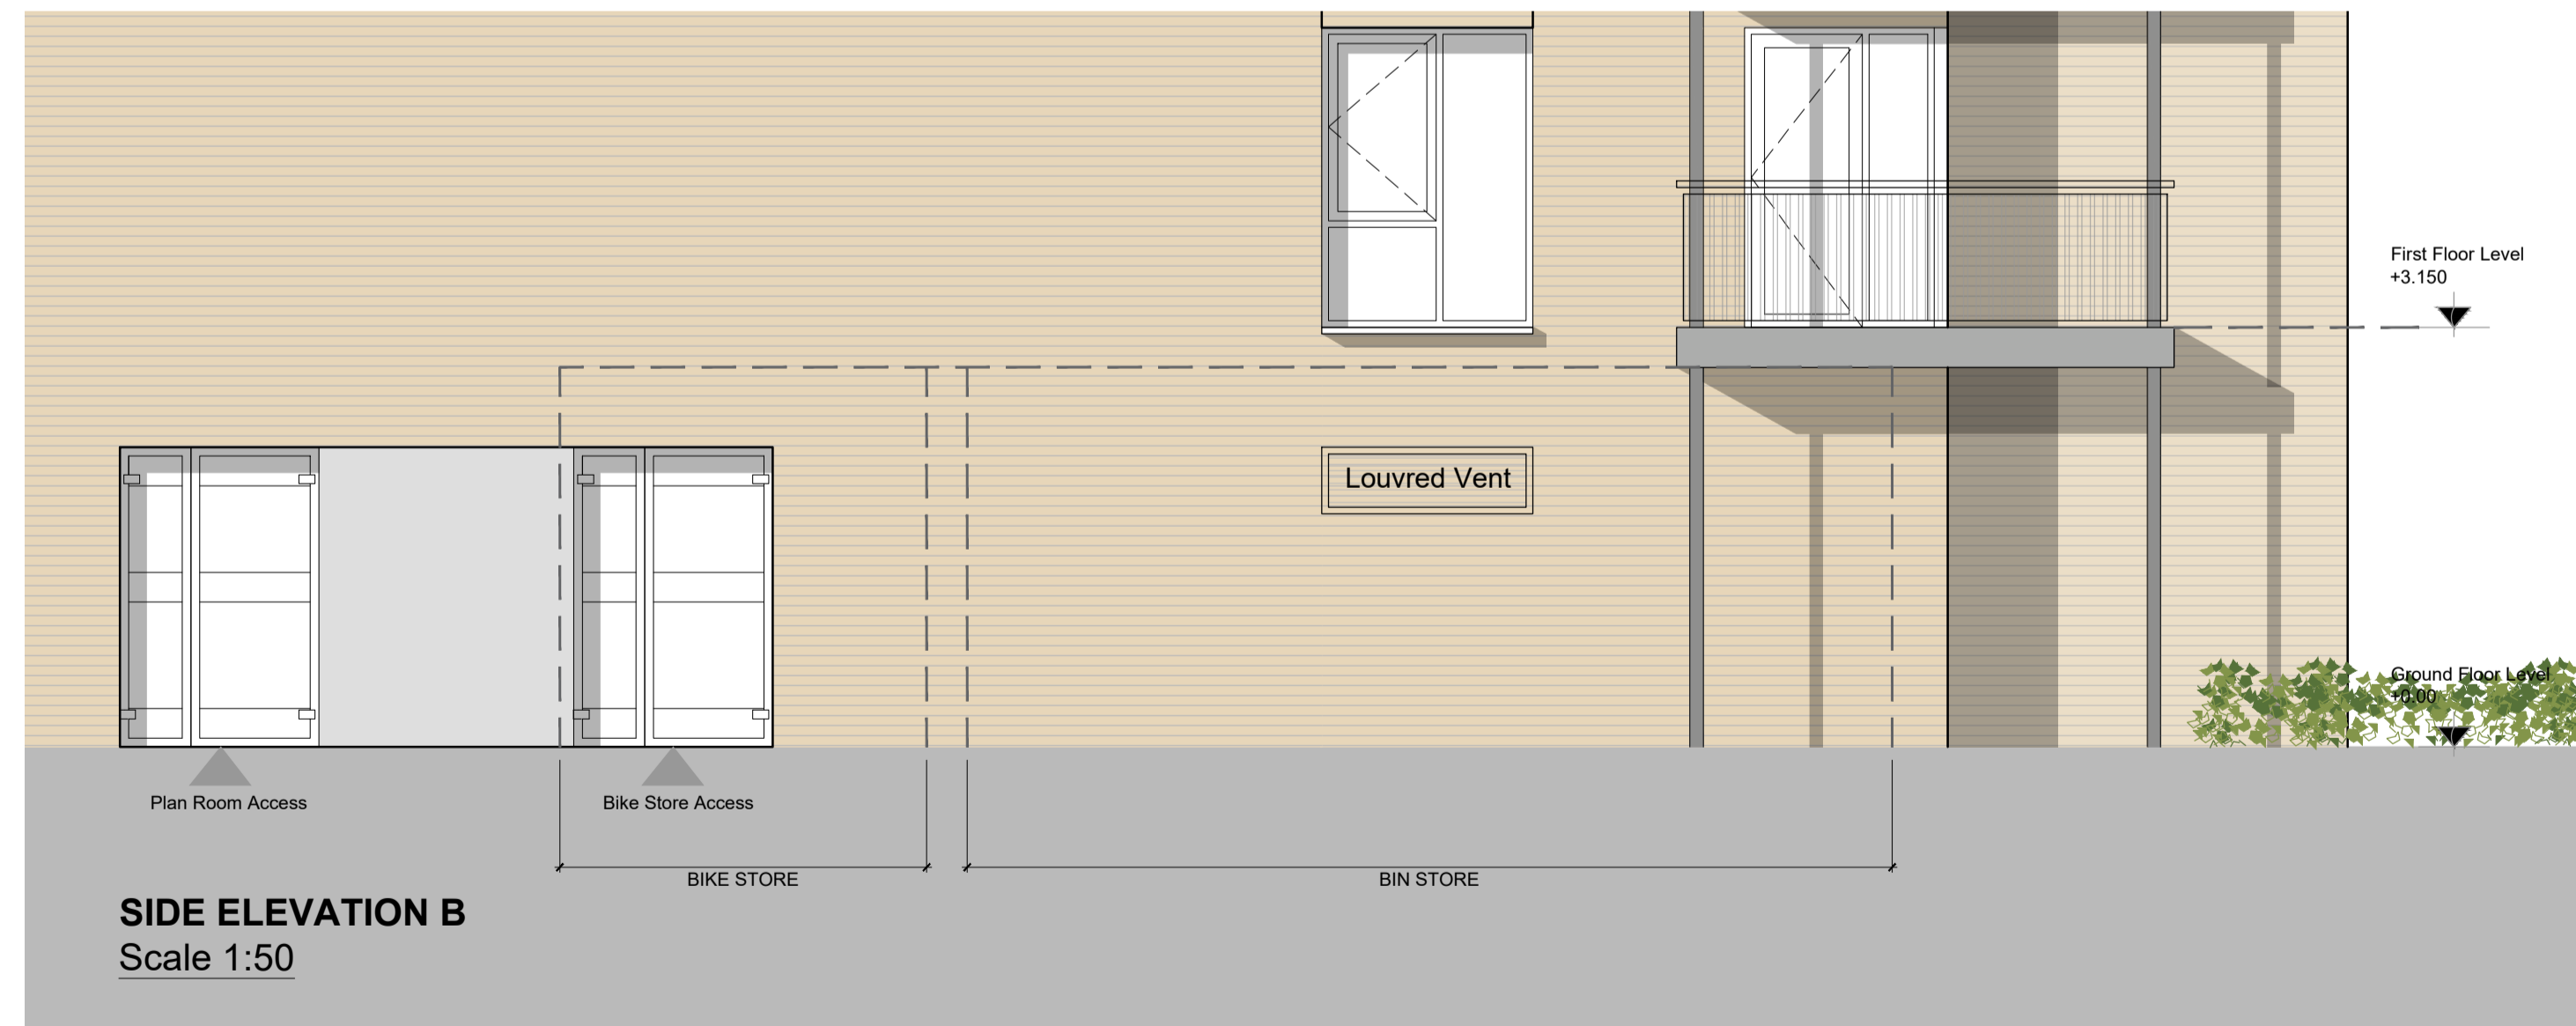 First Floor Level
+3.150
Louvred Vent
Ground Floor Level
+0.00
Plan Room Access
Bike Store Access
BIKE STORE
BIN STORE
SIDE ELEVATION B
Scale 1:50